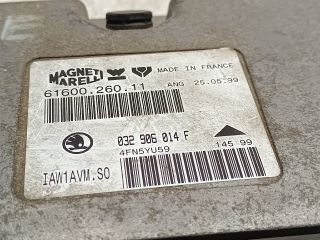 MAGNETI MARELLI MADE IN FRANCE
61600.260.11 ANG 25.05.99
032 906 014 F
4FN5YU59 145 99
IAW1AVM.S0